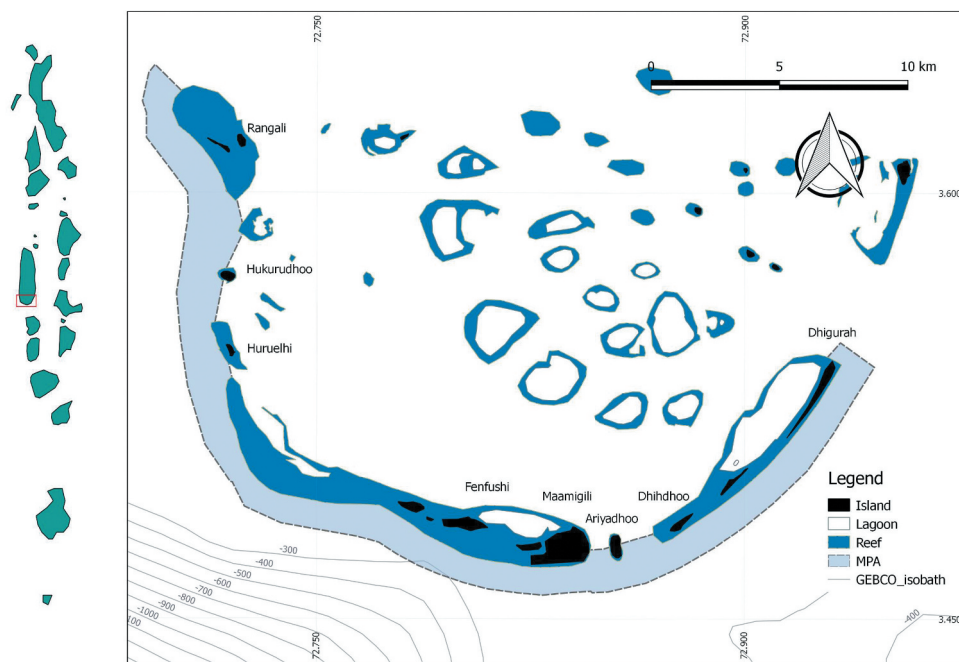 72.750
72.900
0
5
10 km
Rangali
3.600
Hukurudhoo
Huruelhi
Dhigurah
0
Fenfushi
Maamigili
Dhihdhoo
Ariyadhoo
Legend
Island
Lagoon
Reef
MPA
GEBCO_isobath
-300
-400
-500
-600
-700
-800
-900
-1000
100
-400
3.450
72.750
72.900